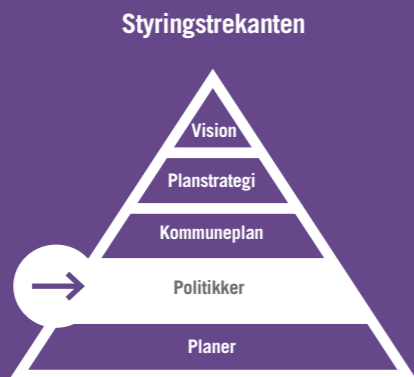 Styringstrekanten
Vision
Planstrategi
Kommuneplan
Politikker
Planer